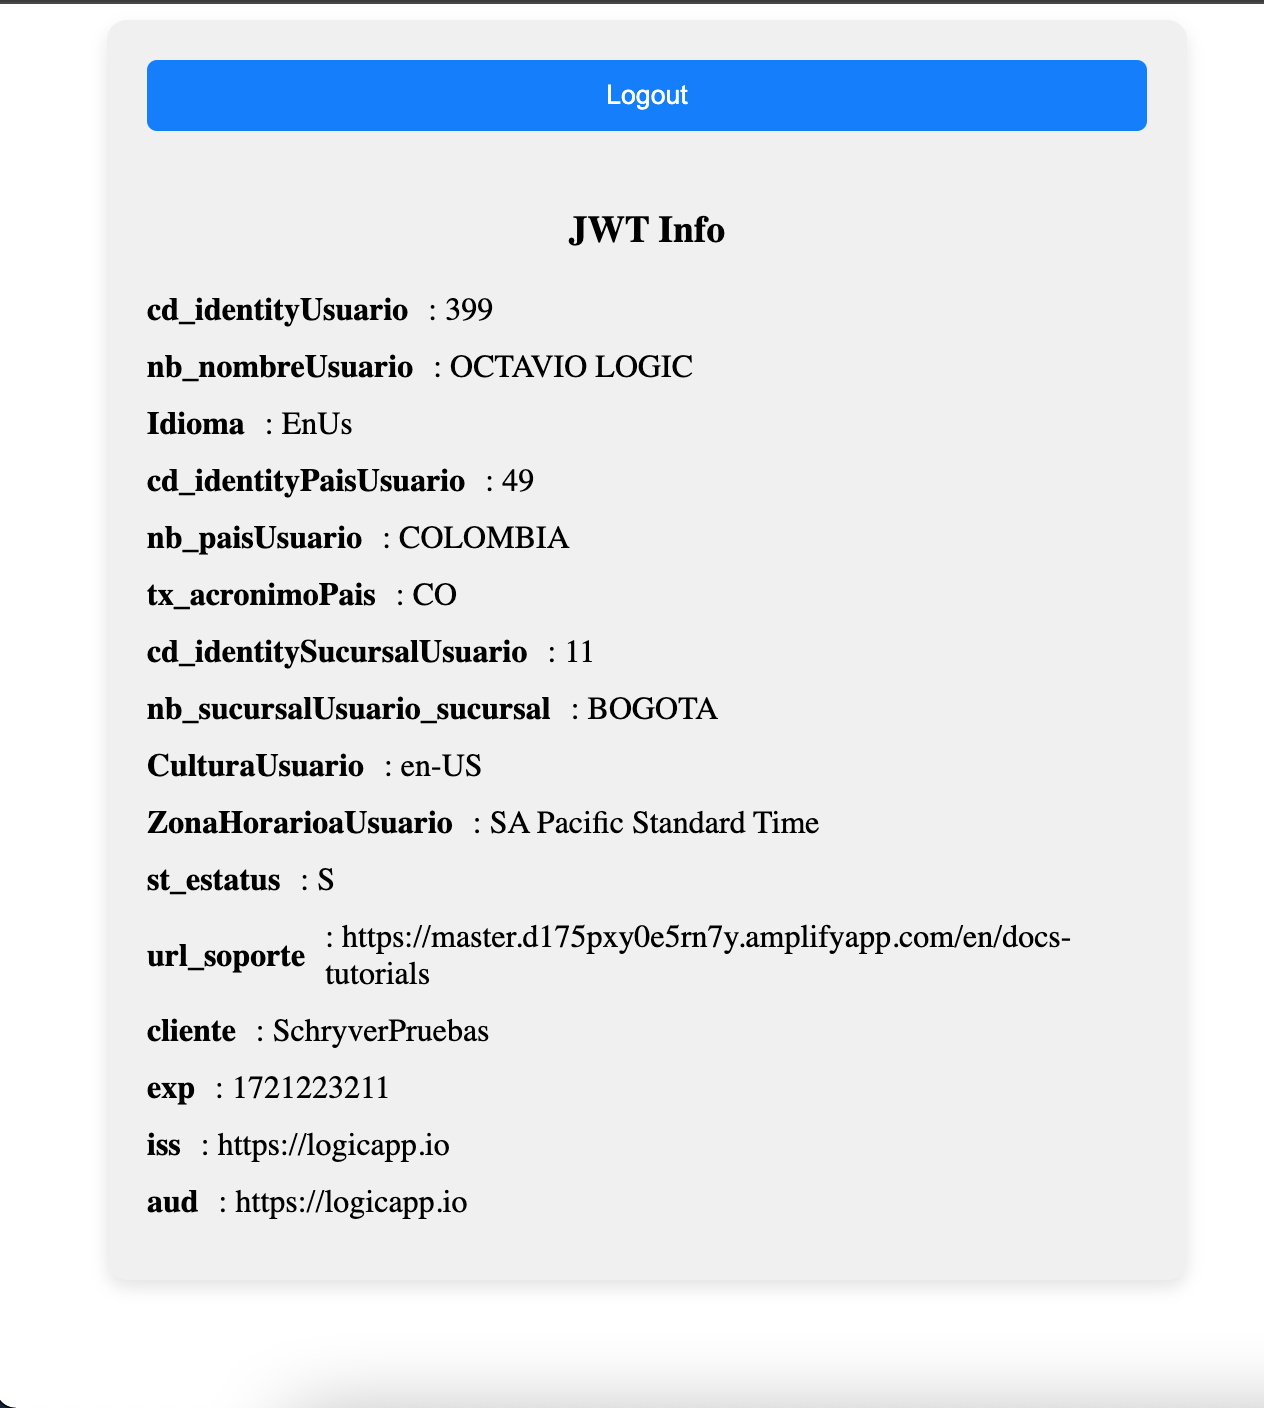 Logout
JWT Info
cd_identityUsuario : 399
nb_nombreUsuario : OCTAVIO LOGIC
Idioma : EnUs
cd_identityPaisUsuario : 49
nb_paisUsuario : COLOMBIA
tx_acronimoPais : CO
cd_identitySucursalUsuario : 11
nb_sucursalUsuario_sucursal : BOGOTA
CulturaUsuario : en-US
ZonaHorarioaUsuario : SA Pacific Standard Time
st_estatus : S
url_soporte : https://master.d175pxy0e5rn7y.amplifyapp.com/en/docs-
tutorials
cliente : SchryverPruebas
exp : 1721223211
iss : https://logicapp.io
aud : https://logicapp.io